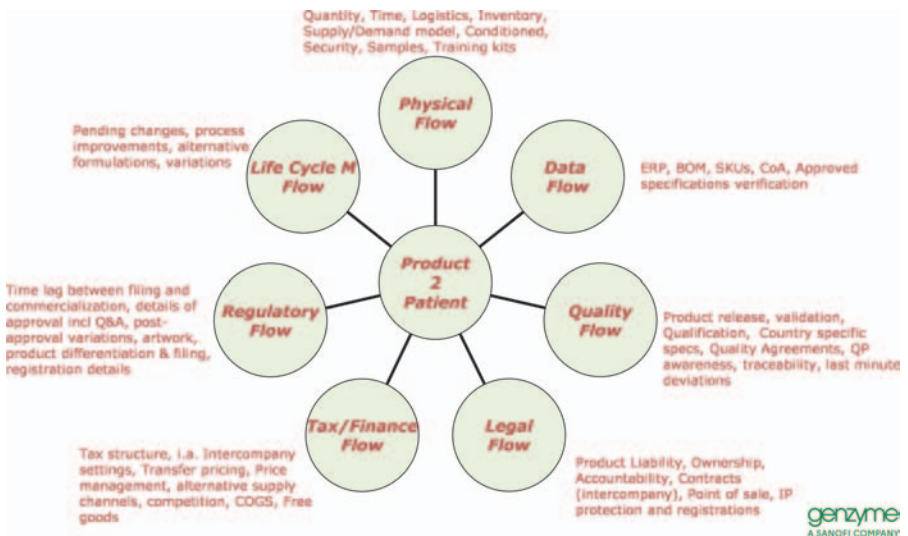 Quantity, Time, Logistics, Inventory,
Supply/Demand model, Conditioned,
Security, Samples, Training kits
Physical
Flow
Pending changes, process
improvements, alternative
formulations, variations
Life Cycle M
Flow
Data
Flow
ERP, BOM, SKUs, CoA, Approved
specifications verification
Product
2
Patient
Time lag between filing and
commercialization, details of
approval incl Q&A, post-
approval variations, artwork,
product differentiation & filing,
registration details
Regulatory
Flow
Quality
Flow
Product release, validation,
Qualification, Country specific
specs, Quality Agreements, QP
awareness, traceability, last minute
deviations
Tax/Finance
Flow
Tax structure, i.a. Intercompany
settings, Transfer pricing, Price
management, alternative supply
channels, competition, COGS, Free
goods
Legal
Flow
Product Liability, Ownership,
Accountability, Contracts
(intercompany), Point of sale, IP
protection and registrations
genzyme
A SANOFI COMPANY